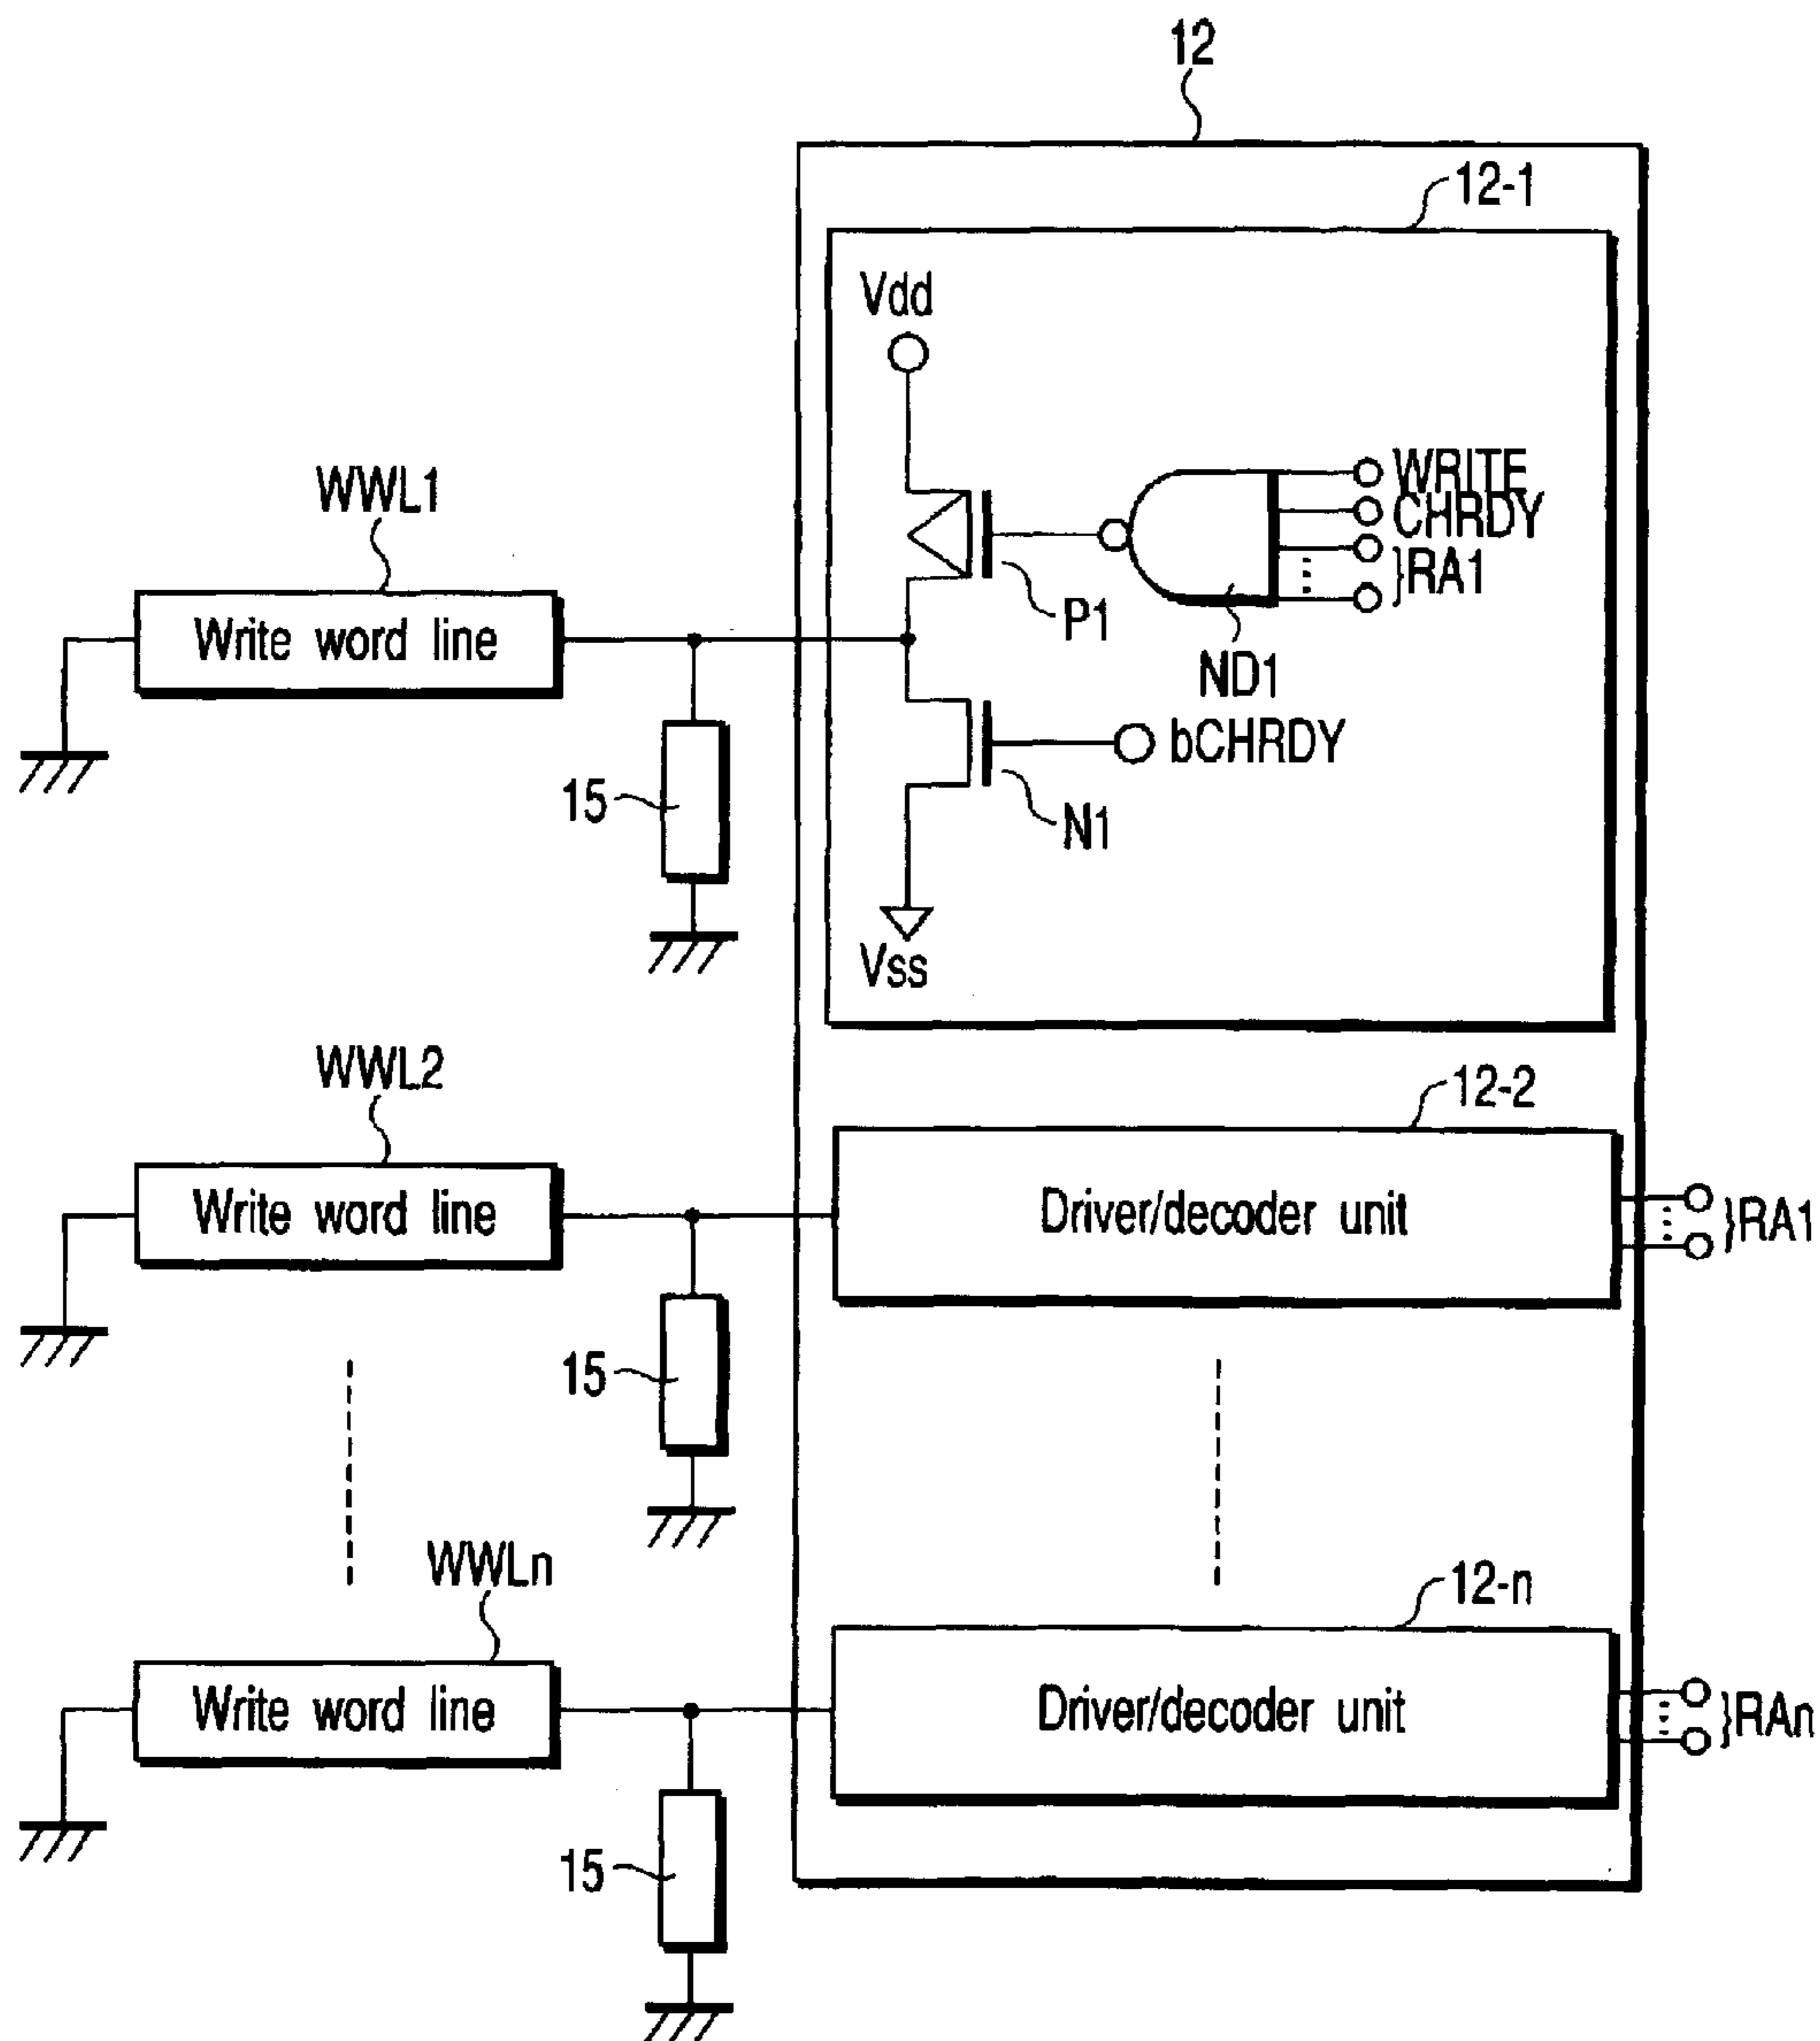 12
12-1
Vdd
WRITE
CHRDY
}RA1
WWL1
P1
Write word line
ND1
bCHRDY
15
N1
Vss
WWL2
12-2
Write word line
Driver/decoder unit
}RA1
15
WWLn
12-n
Write word line
Driver/decoder unit
}RAn
15